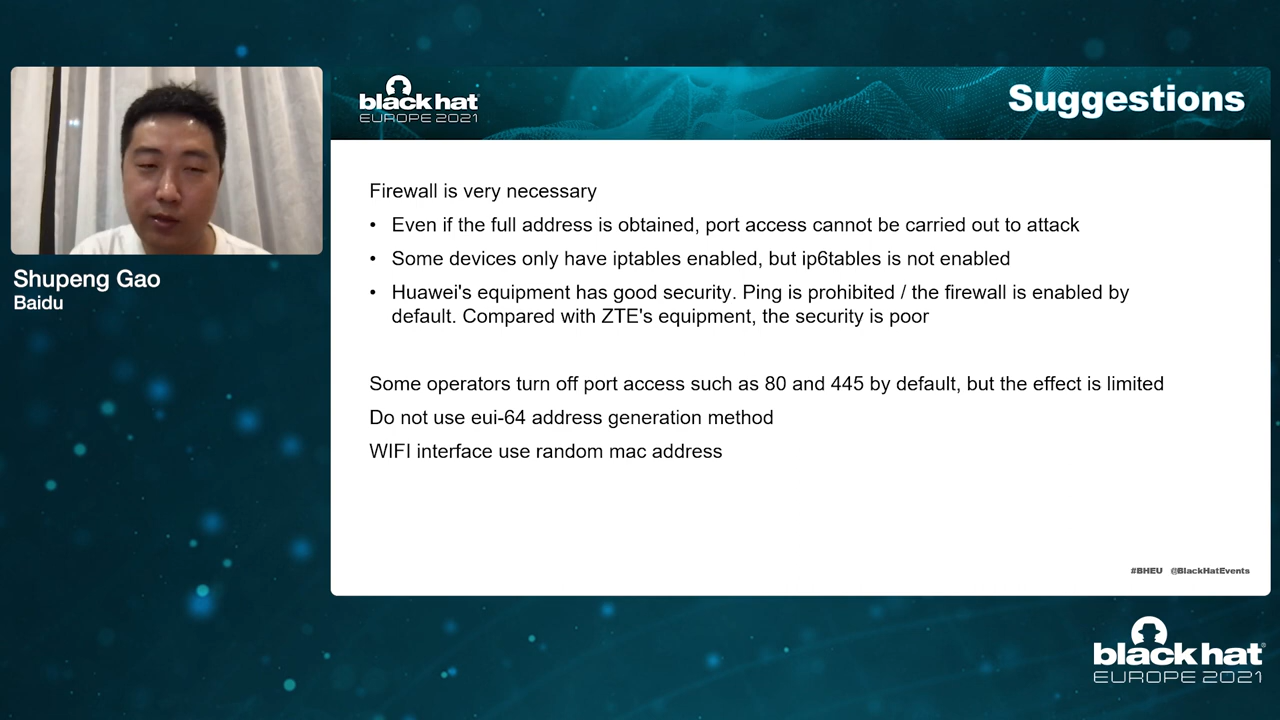 black hat
EUROPE 2021
Suggestions
Shupeng Gao
Baidu
Firewall is very necessary
• Even if the full address is obtained, port access cannot be carried out to attack
• Some devices only have iptables enabled, but ip6tables is not enabled
• Huawei's equipment has good security. Ping is prohibited / the firewall is enabled by
default. Compared with ZTE's equipment, the security is poor
Some operators turn off port access such as 80 and 445 by default, but the effect is limited
Do not use eui-64 address generation method
WIFI interface use random mac address
#BHEU @BlackHatEvents
black hat®
EUROPE 2021